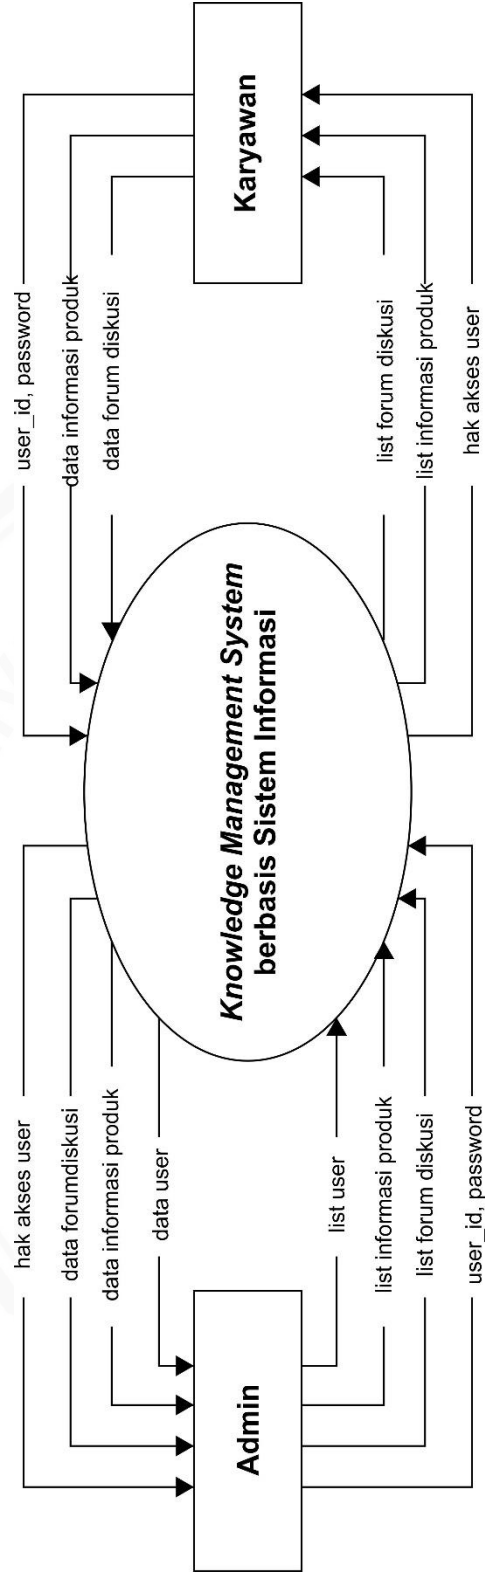 hak akses user
data forumdiskusi
data informasi produk
data user
Admin
list user
list informasi produk
list forum diskusi
user_id, password
Knowledge Management System
berbasis Sistem Informasi
user_id, password
data informasi produk
data forum diskusi
Karyawan
list forum diskusi
list informasi produk
hak akses user